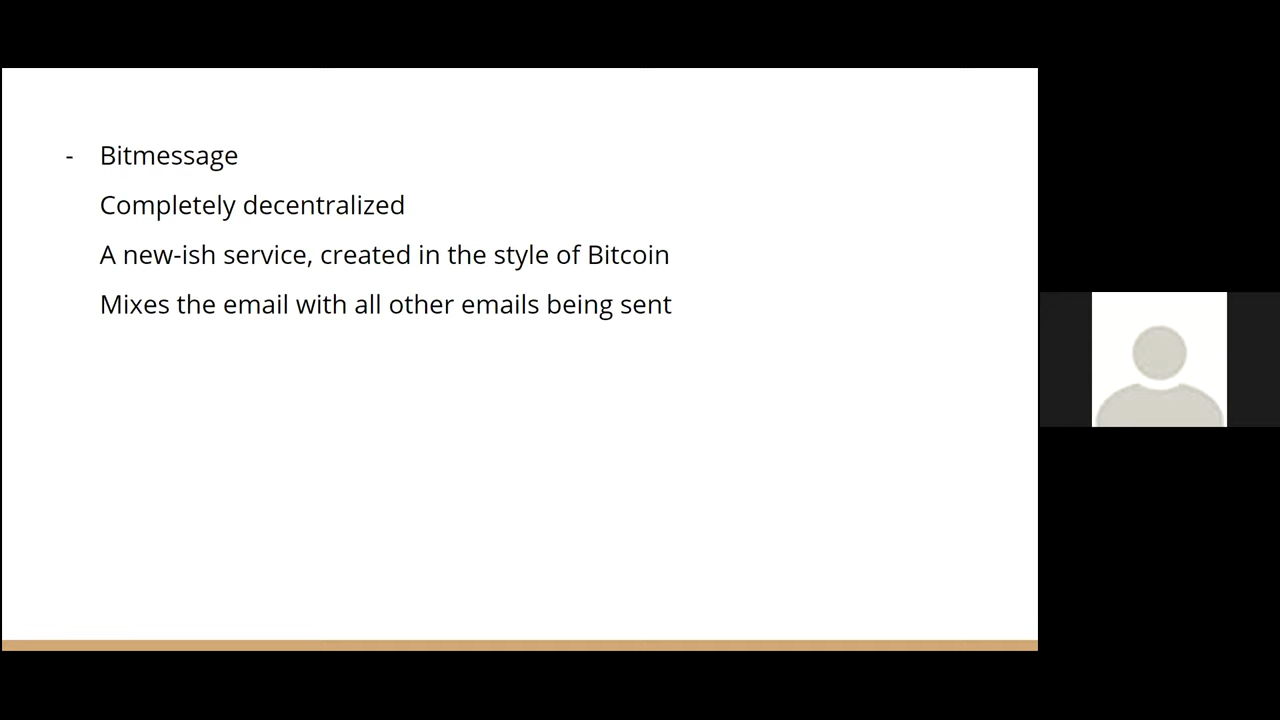 - Bitmessage
Completely decentralized
A new-ish service, created in the style of Bitcoin
Mixes the email with all other emails being sent